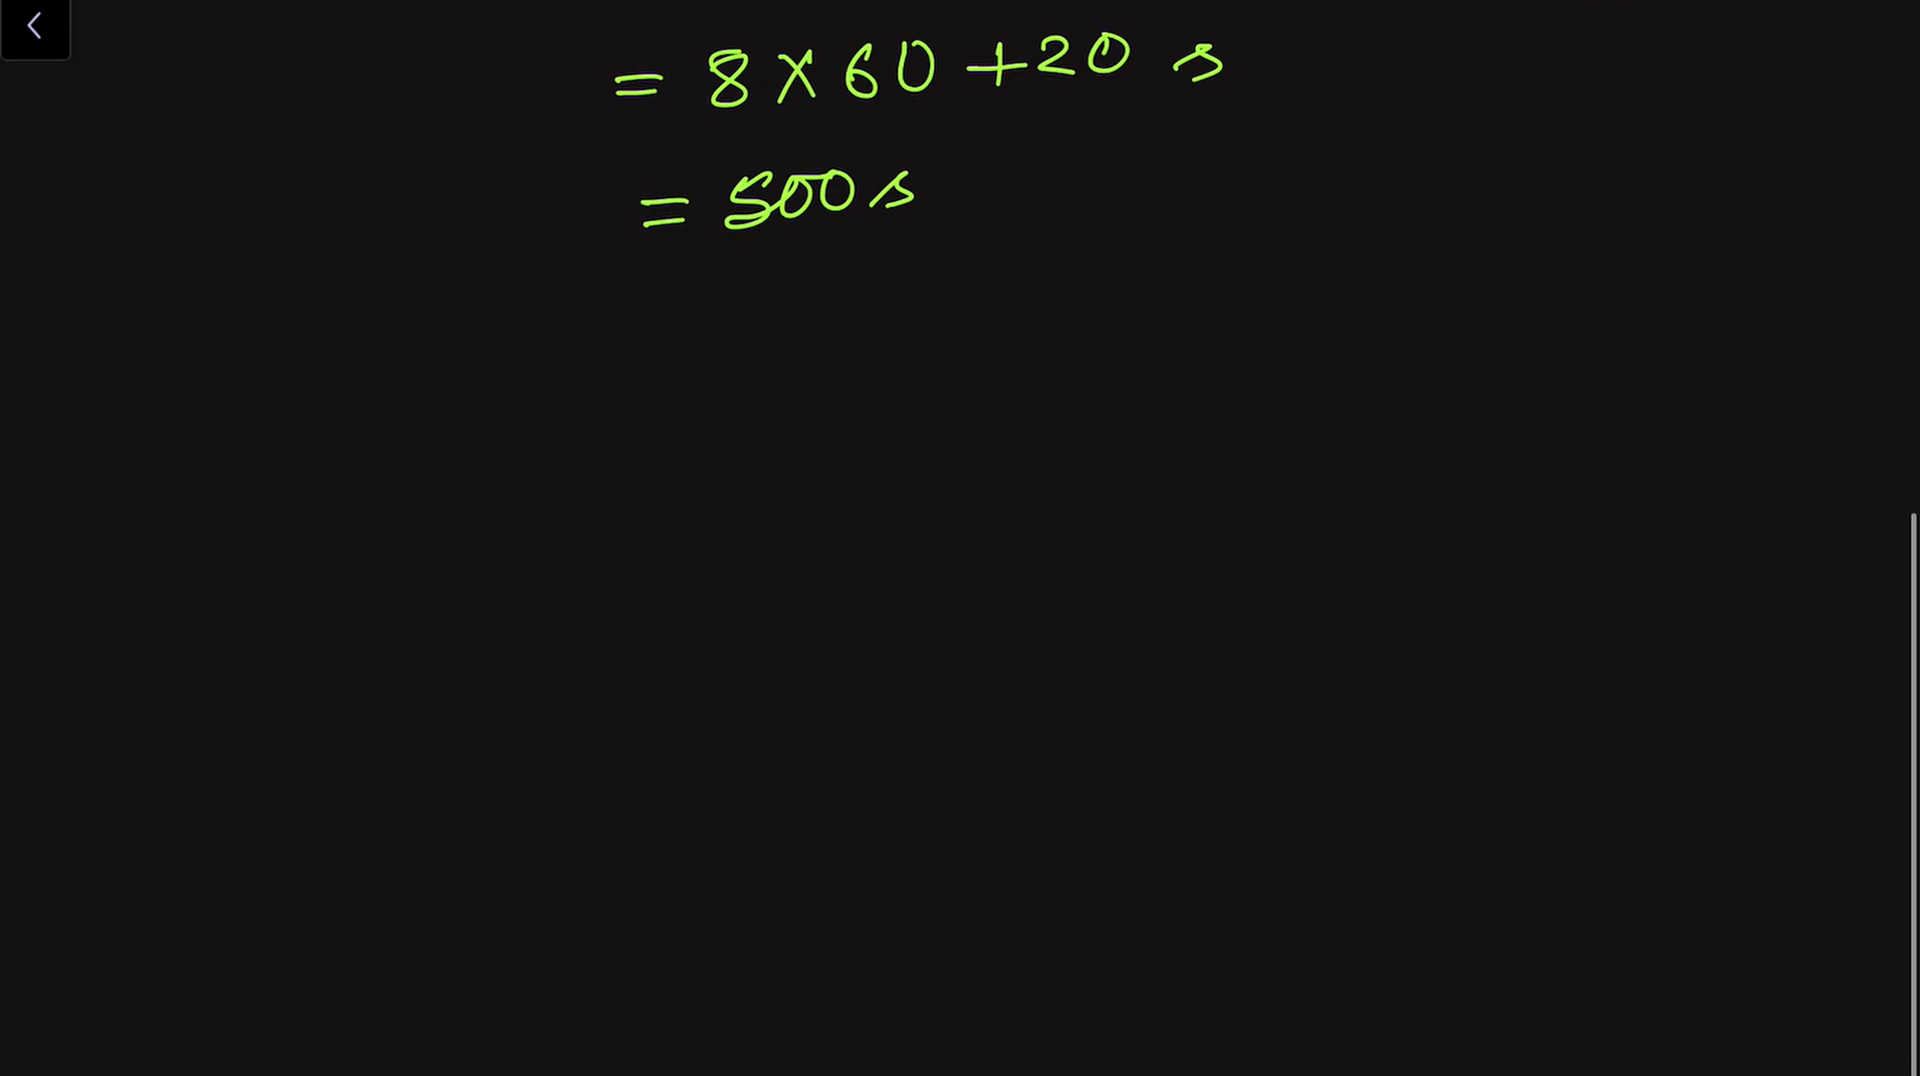 = 8 × 60 + 20 s
= 500 s